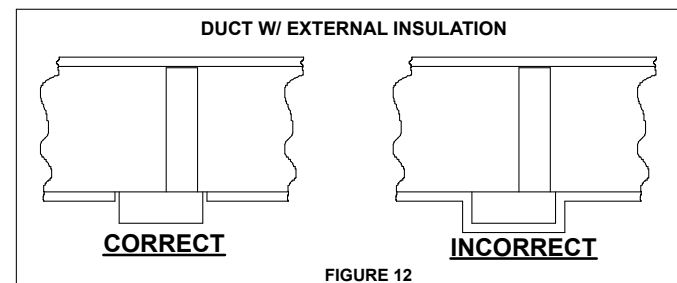 DUCT W/ EXTERNAL INSULATION
CORRECT
INCORRECT
FIGURE 12